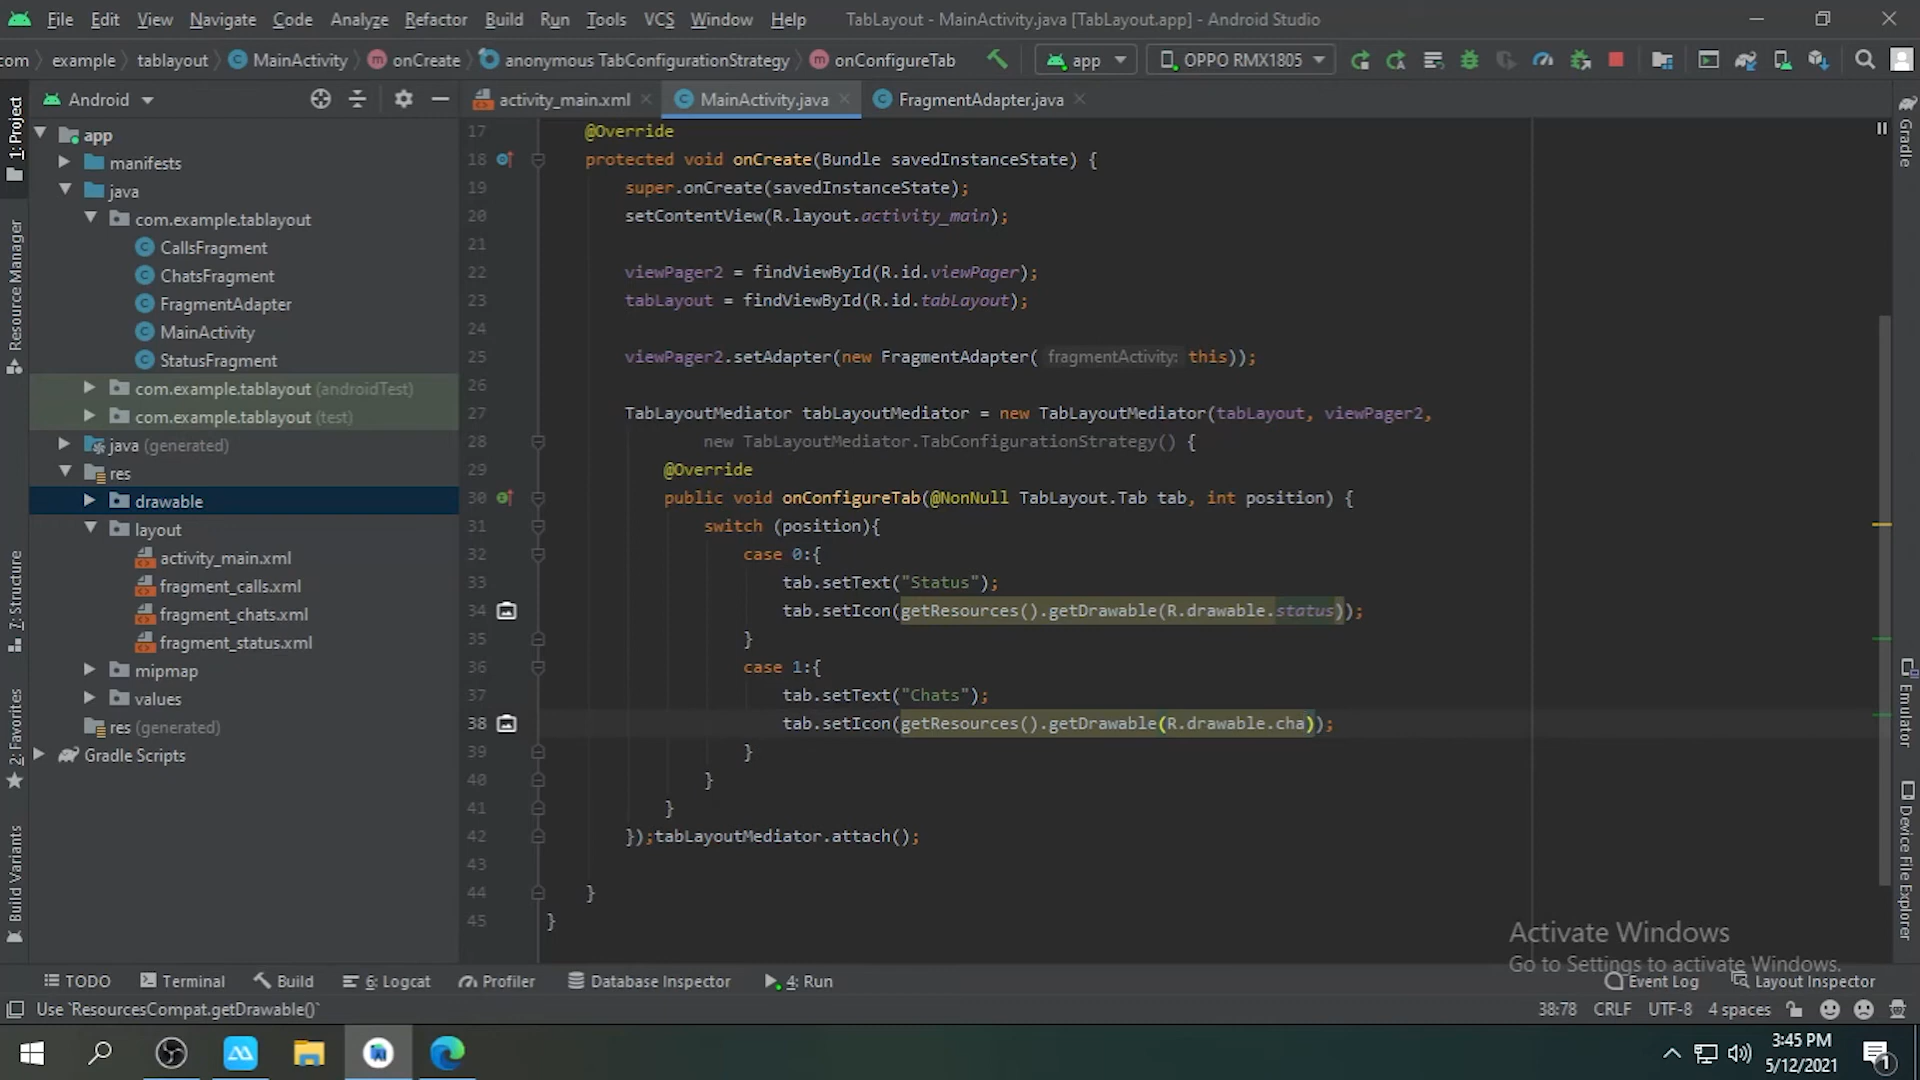 File Edit View Navigate Code Analyze Refactor Build Run Tools VCS Window Help TabLayout - MainActivity.java [TabLayout.app] - Android Studio
com example tablayout MainActivity onCreate anonymous TabConfigurationStrategy onConfigureTab app OPPO RMX1805
Android
activity_main.xml MainActivity.java FragmentAdapter.java
1: Project
Resource Manager
7: Structure
2: Favorites
Build Variants
app
manifests
java
com.example.tablayout
CallsFragment
ChatsFragment
FragmentAdapter
MainActivity
StatusFragment
com.example.tablayout (androidTest)
com.example.tablayout (test)
java (generated)
res
drawable
layout
activity_main.xml
fragment_calls.xml
fragment_chats.xml
fragment_status.xml
mipmap
values
res (generated)
Gradle Scripts
17 @Override
18 protected void onCreate(Bundle savedInstanceState) {
19 super.onCreate(savedInstanceState);
20 setContentView(R.layout.activity_main);
21
22 viewPager2 = findViewById(R.id.viewPager);
23 tabLayout = findViewById(R.id.tabLayout);
24
25 viewPager2.setAdapter(new FragmentAdapter( fragmentActivity: this));
26
27 TabLayoutMediator tabLayoutMediator = new TabLayoutMediator(tabLayout, viewPager2,
28 new TabLayoutMediator.TabConfigurationStrategy() {
29 @Override
30 public void onConfigureTab(@NonNull TabLayout.Tab tab, int position) {
31 switch (position){
32 case 0:{
33 tab.setText("Status");
34 tab.setIcon(getResources().getDrawable(R.drawable.status));
35 }
36 case 1:{
37 tab.setText("Chats");
38 tab.setIcon(getResources().getDrawable(R.drawable.cha));
39 }
40 }
41 }
42 });tabLayoutMediator.attach();
43
44 }
45 }
Gradle
Emulator
Device File Explorer
Activate Windows
Go to Settings to activate Windows.
TODO Terminal Build 6: Logcat Profiler Database Inspector 4: Run Event Log Layout Inspector
Use `ResourcesCompat.getDrawable()` 38:78 CRLF UTF-8 4 spaces
3:45 PM
5/12/2021
1